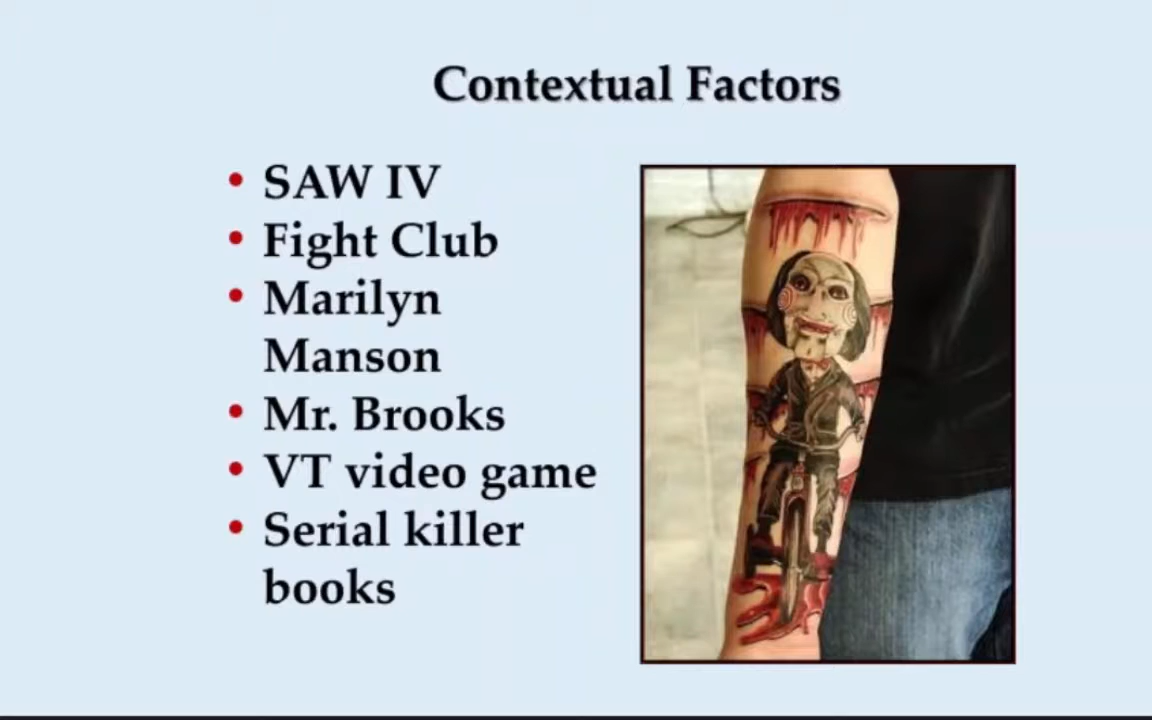 Contextual Factors
• SAW IV
• Fight Club
• Marilyn
Manson
• Mr. Brooks
• VT video game
• Serial killer
books